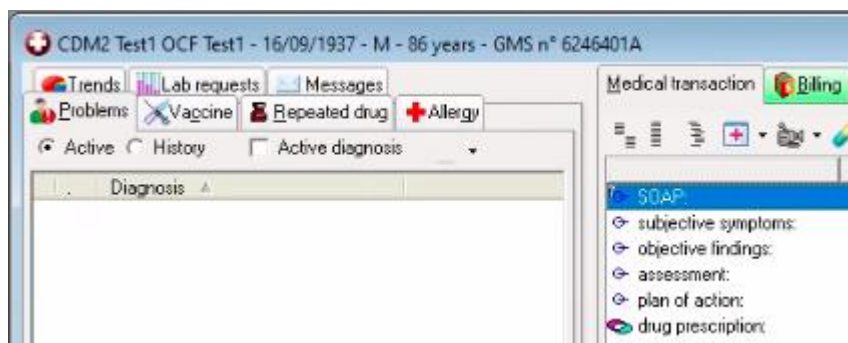 CDM2 Test1 OCF Test1 - 16/09/1937 - M - 86 years - GMS n° 6246401A
Trends Lab requests Messages
Problems Vaccine Repeated drug Allergy
Active History Active diagnosis
. Diagnosis
Medical transaction Billing
SOAP:
subjective symptoms:
objective findings:
assessment:
plan of action:
drug prescription: